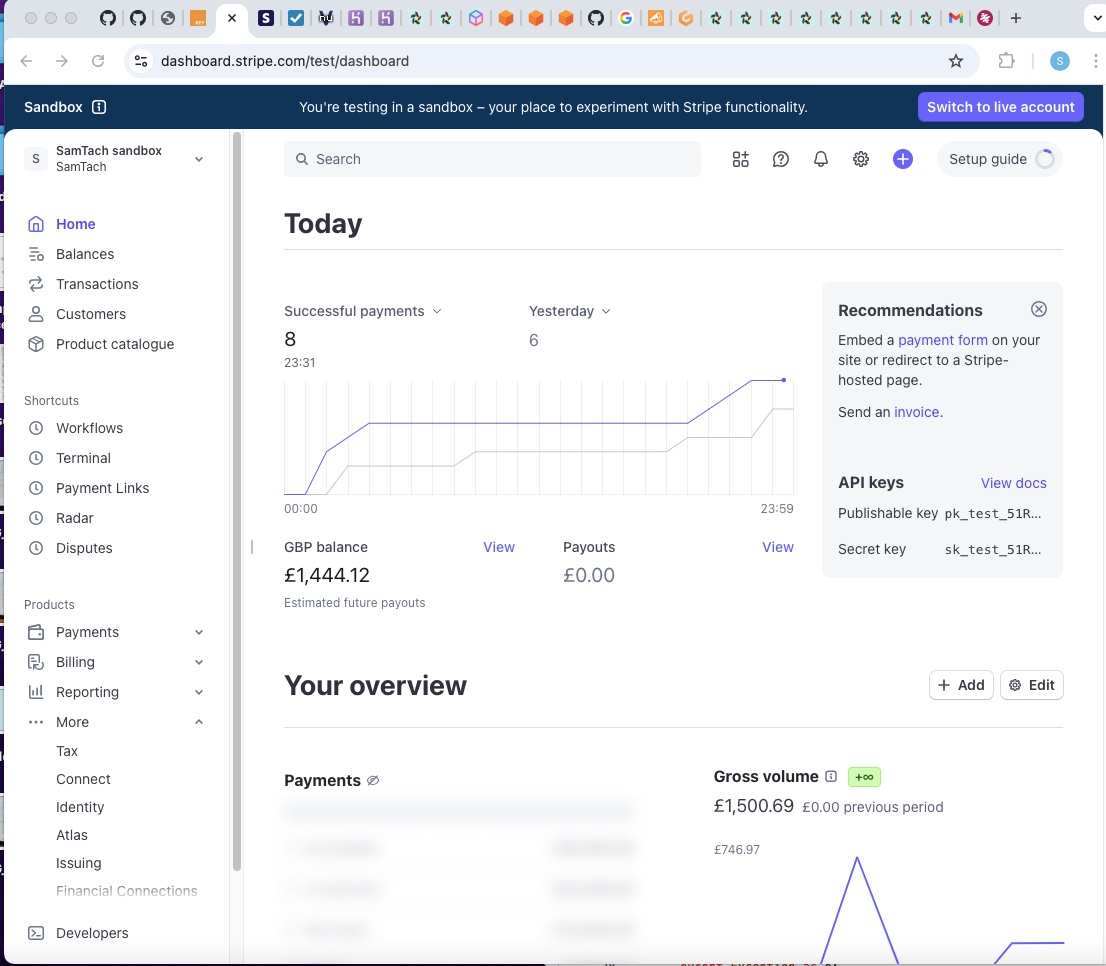 dashboard.stripe.com/test/dashboard
S
Sandbox
You're testing in a sandbox – your place to experiment with Stripe functionality.
Switch to live account
S
SamTach sandbox
SamTach
Search
Setup guide
Home
Balances
Transactions
Customers
Product catalogue
Shortcuts
Workflows
Terminal
Payment Links
Radar
Disputes
Products
Payments
Billing
Reporting
More
Tax
Connect
Identity
Atlas
Issuing
Financial Connections
Developers
Today
Successful payments
8
23:31
Yesterday
6
00:00
23:59
GBP balance
View
£1,444.12
Estimated future payouts
Payouts
View
£0.00
Recommendations
Embed a payment form on your
site or redirect to a Stripe-
hosted page.
Send an invoice.
API keys
View docs
Publishable key pk_test_51R…
Secret key sk_test_51R…
Your overview
Add
Edit
Payments
Gross volume
+∞
£1,500.69 £0.00 previous period
£746.97